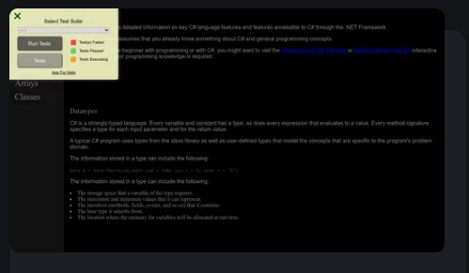 Select Test Suite:
Run Tests
Test(s) Failed
Tests Passed
Tests
Tests Executing
Ask For Help
detailed information on key C# language features and features accessible to C# through the .NET Framework
assumes that you already know something about C# and general programming concepts.
beginner with programming or with C#, you might want to visit the
or
interactive
programming knowledge is required.
Arrays
Classes
Datatypes
C# is a strongly-typed language. Every variable and constant has a type, as does every expression that evaluates to a value. Every method signature
specifies a type for each input parameter and for the return value.
A typical C# program uses types from the class library as well as user-defined types that model the concepts that are specific to the program's problem
domain.
The information stored in a type can include the following:
The information stored in a type can include the following:
The storage space that a variable of the type requires.
The maximum and minimum values that it can represent.
The members (methods, fields, events, and so on) that it contains.
The base type it inherits from.
The location where the memory for variables will be allocated at run time.